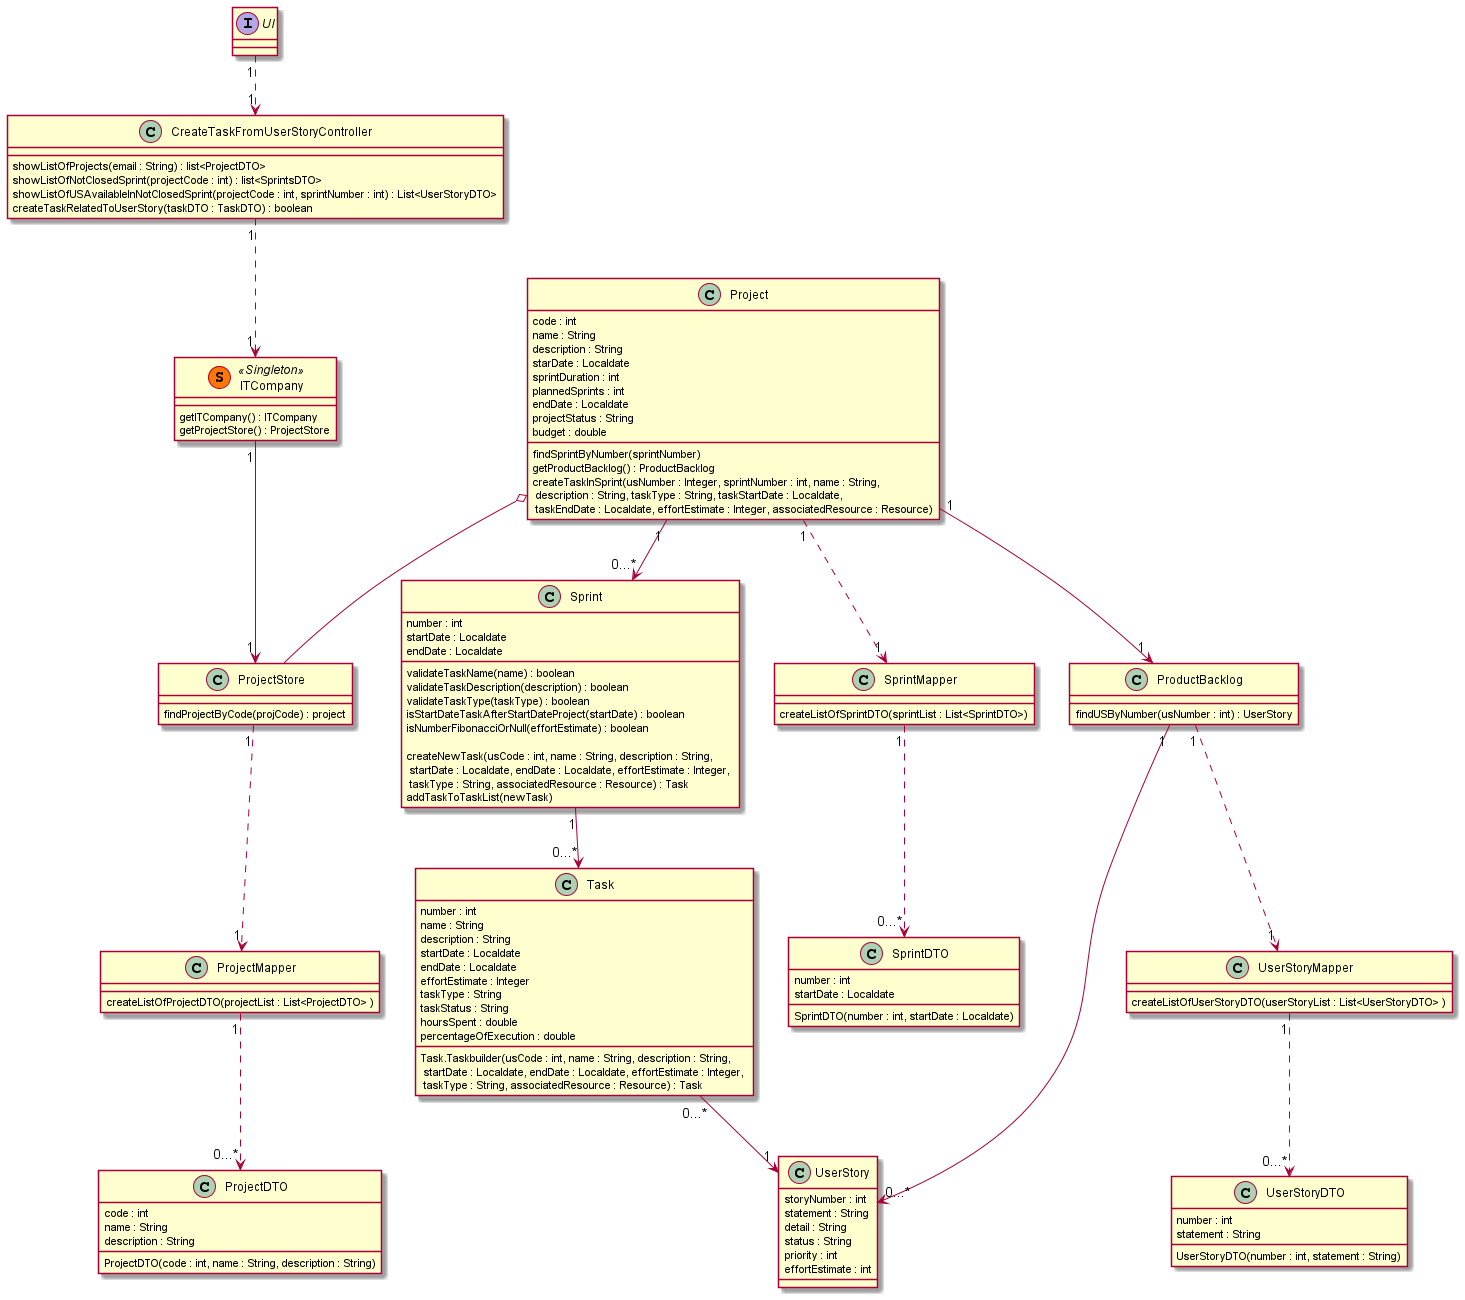 I UI
1
1
C CreateTaskFromUserStoryController
showListOfProjects(email : String) : list<ProjectDTO>
showListOfNotClosedSprint(projectCode : int) : list<SprintsDTO>
showListOfUSAvailableInNotClosedSprint(projectCode : int, sprintNumber : int) : List<UserStoryDTO>
createTaskRelatedToUserStory(taskDTO : TaskDTO) : boolean
1
1
S «Singleton»
ITCompany
getITCompany() : ITCompany
getProjectStore() : ProjectStore
1
1
C Project
code : int
name : String
description : String
starDate : Localdate
sprintDuration : int
plannedSprints : int
endDate : Localdate
projectStatus : String
budget : double
findSprintByNumber(sprintNumber)
getProductBacklog() : ProductBacklog
createTaskInSprint(usNumber : Integer, sprintNumber : int, name : String,
description : String, taskType : String, taskStartDate : Localdate,
taskEndDate : Localdate, effortEstimate : Integer, associatedResource : Resource)
1
0...*
1
1
1
1
C ProjectStore
findProjectByCode(projCode) : project
1
1
C Sprint
number : int
startDate : Localdate
endDate : Localdate
validateTaskName(name) : boolean
validateTaskDescription(description) : boolean
validateTaskType(taskType) : boolean
isStartDateTaskAfterStartDateProject(startDate) : boolean
isNumberFibonacciOrNull(effortEstimate) : boolean
createNewTask(usCode : int, name : String, description : String,
startDate : Localdate, endDate : Localdate, effortEstimate : Integer,
taskType : String, associatedResource : Resource) : Task
addTaskToTaskList(newTask)
1
0...*
C SprintMapper
createListOfSprintDTO(sprintList : List<SprintDTO>)
1
0...*
C ProductBacklog
findUSByNumber(usNumber : int) : UserStory
1
1
1
0...*
C ProjectMapper
createListOfProjectDTO(projectList : List<ProjectDTO> )
1
0...*
C Task
number : int
name : String
description : String
startDate : Localdate
endDate : Localdate
effortEstimate : Integer
taskType : String
taskStatus : String
hoursSpent : double
percentageOfExecution : double
Task.Taskbuilder(usCode : int, name : String, description : String,
startDate : Localdate, endDate : Localdate, effortEstimate : Integer,
taskType : String, associatedResource : Resource) : Task
0...*
1
C SprintDTO
number : int
startDate : Localdate
SprintDTO(number : int, startDate : Localdate)
C UserStoryMapper
createListOfUserStoryDTO(userStoryList : List<UserStoryDTO> )
1
0...*
C ProjectDTO
code : int
name : String
description : String
ProjectDTO(code : int, name : String, description : String)
C UserStory
storyNumber : int
statement : String
detail : String
status : String
priority : int
effortEstimate : int
C UserStoryDTO
number : int
statement : String
UserStoryDTO(number : int, statement : String)